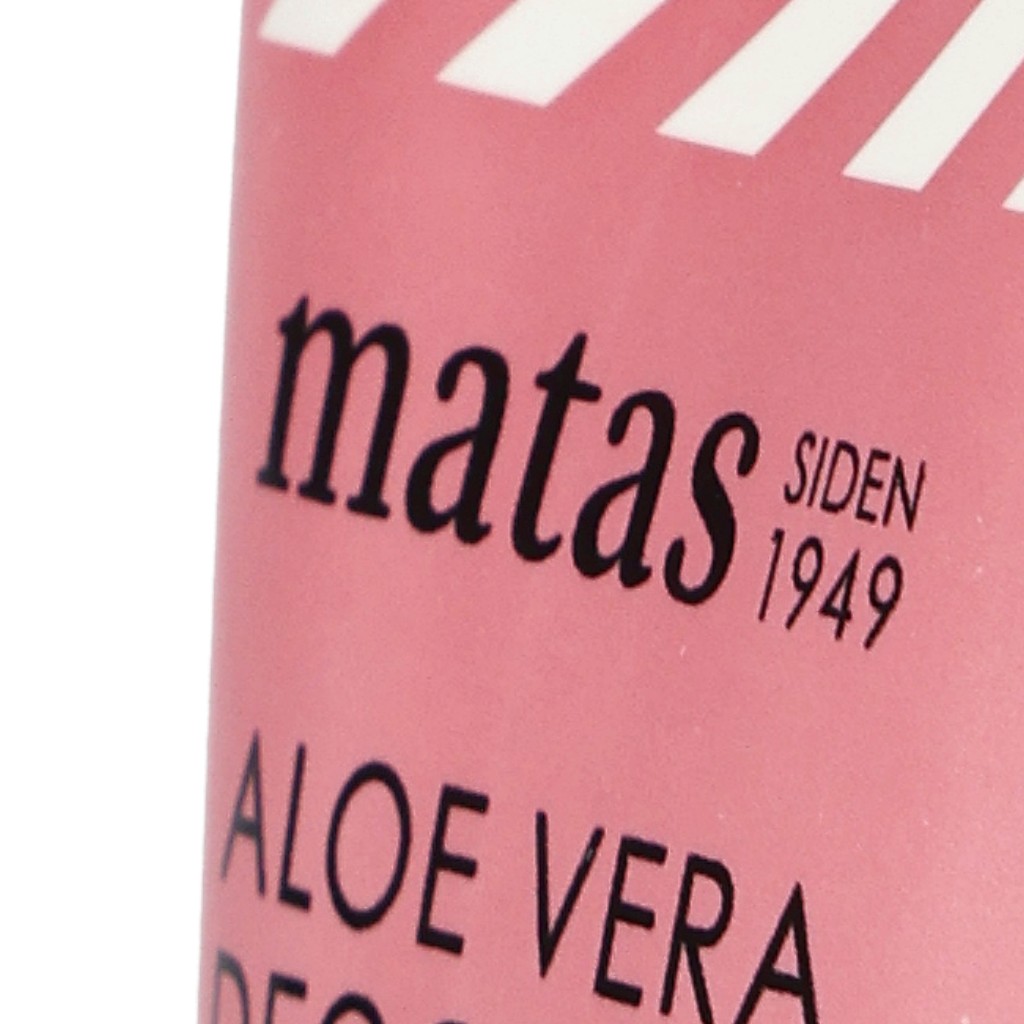 matas
SIDEN
1949
ALOE VERA